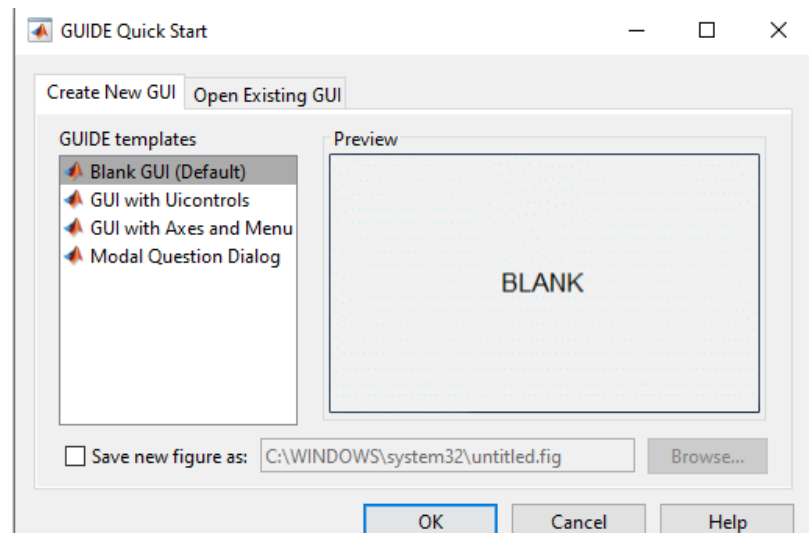 GUIDE Quick Start
Create New GUI
Open Existing GUI
GUIDE templates
Blank GUI (Default)
GUI with Uicontrols
GUI with Axes and Menu
Modal Question Dialog
Preview
BLANK
Save new figure as:
C:\WINDOWS\system32\untitled.fig
Browse...
OK
Cancel
Help